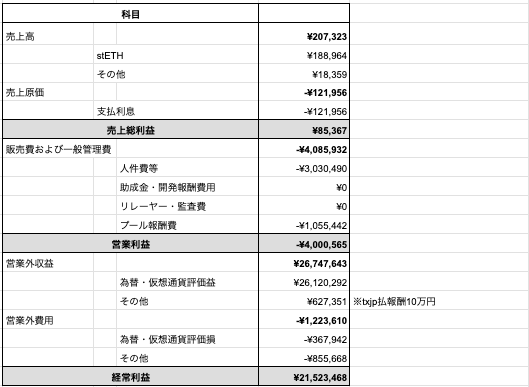 科目
売上高 ¥207,323
stETH ¥188,964
その他 ¥18,359
売上原価 -¥121,956
支払利息 -¥121,956
売上総利益 ¥85,367
販売費および一般管理費 -¥4,085,932
人件費等 -¥3,030,490
助成金・開発報酬費用 ¥0
リレーヤー・監査費 ¥0
プール報酬費 -¥1,055,442
営業利益 -¥4,000,565
営業外収益 ¥26,747,643
為替・仮想通貨評価益 ¥26,120,292
その他 ¥627,351 ※txjp払報酬10万円
営業外費用 -¥1,223,610
為替・仮想通貨評価損 -¥367,942
その他 -¥855,668
経常利益 ¥21,523,468